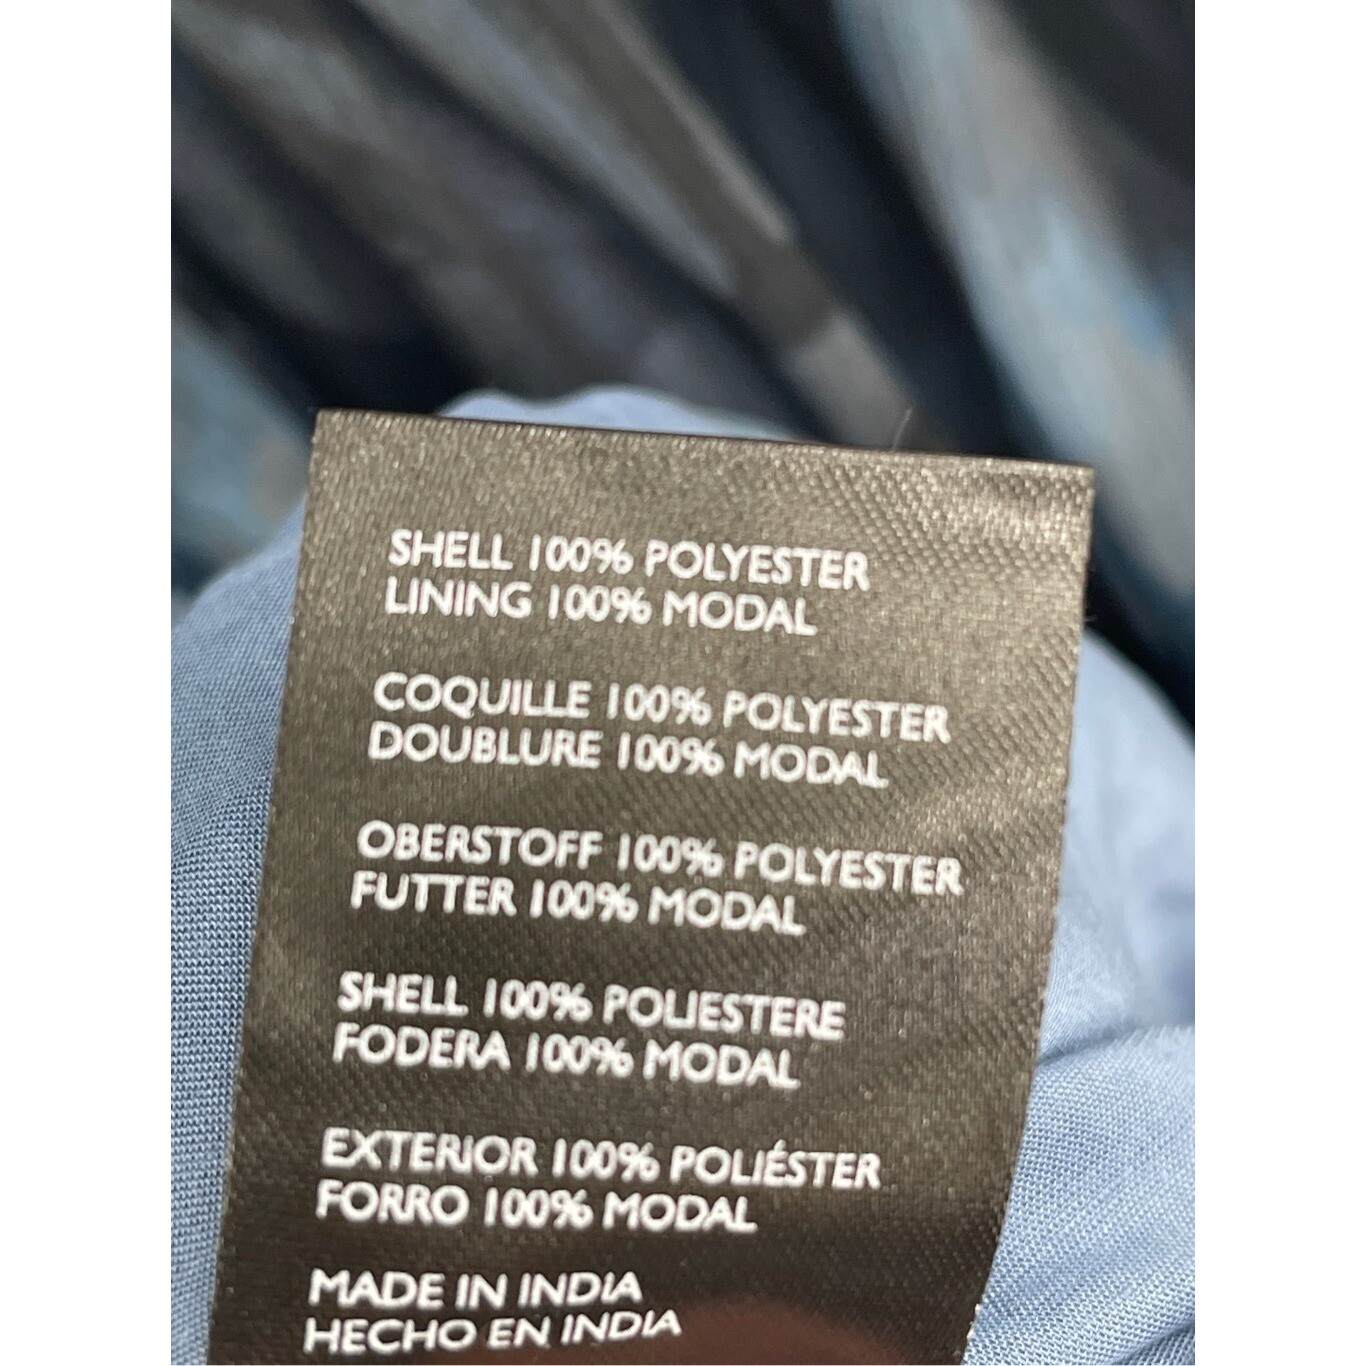 SHELL 100% POLYESTER
LINING 100% MODAL
COQUILLE 100% POLYESTER
DOUBLURE 100% MODAL
OBERSTOFF 100% POLYESTER
FUTTER 100% MODAL
SHELL 100% POLIESTERE
FODERA 100% MODAL
EXTERIOR 100% POLIÉSTER
FORRO 100% MODAL
MADE IN INDIA
HECHO EN INDIA